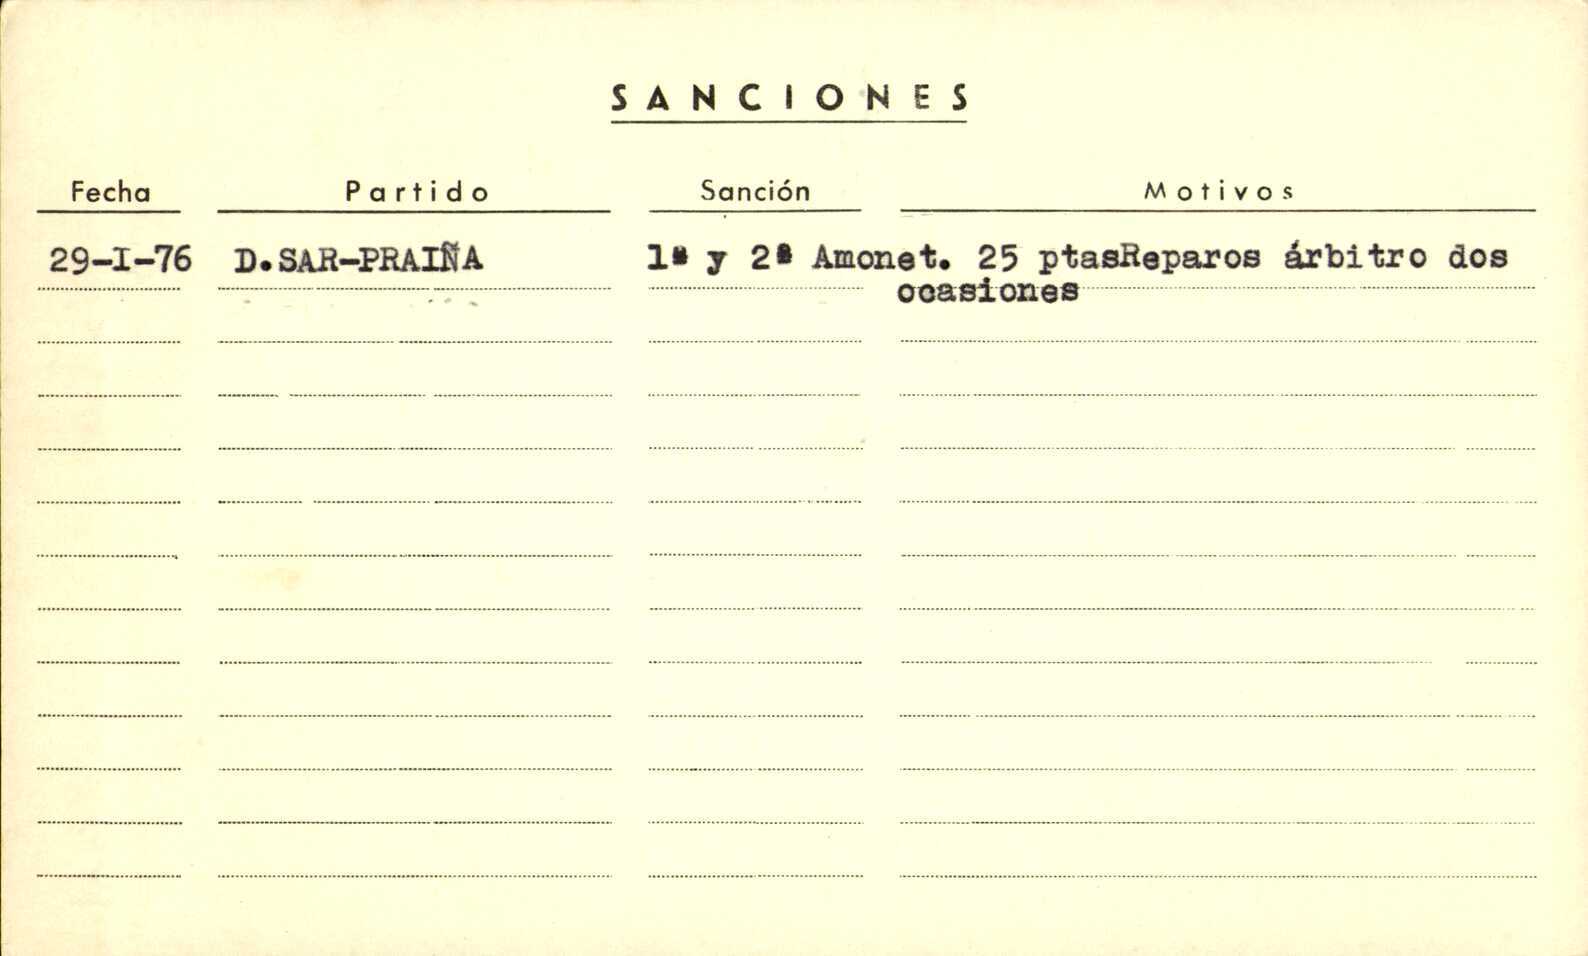 SANCIONES
Fecha Partido Sanción Motivos
29-I-76 D.SAR-PRAIÑA 1ª y 2ª Amonet. 25 ptasReparos árbitro dos
ocasiones